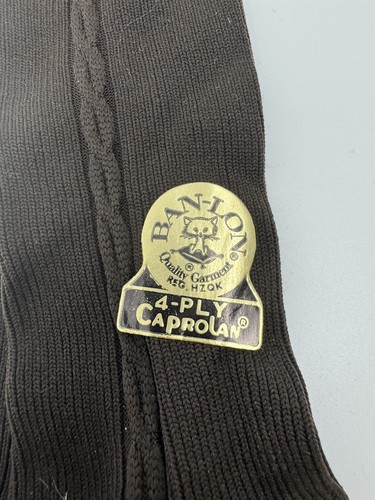 BAN-LON
®
Quality Garment®
REG. HZQK
4-PLY
CAPROLAN®